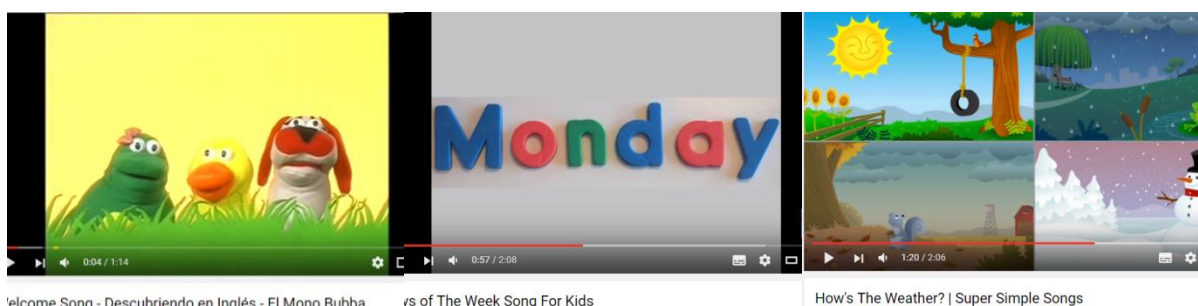 Monday
0:04 / 1:14
0:57 / 2:08
1:20 / 2:06
elcome Song - Descubriendo en Inglés - El Mono Bubba
ys of The Week Song For Kids
How's The Weather? | Super Simple Songs